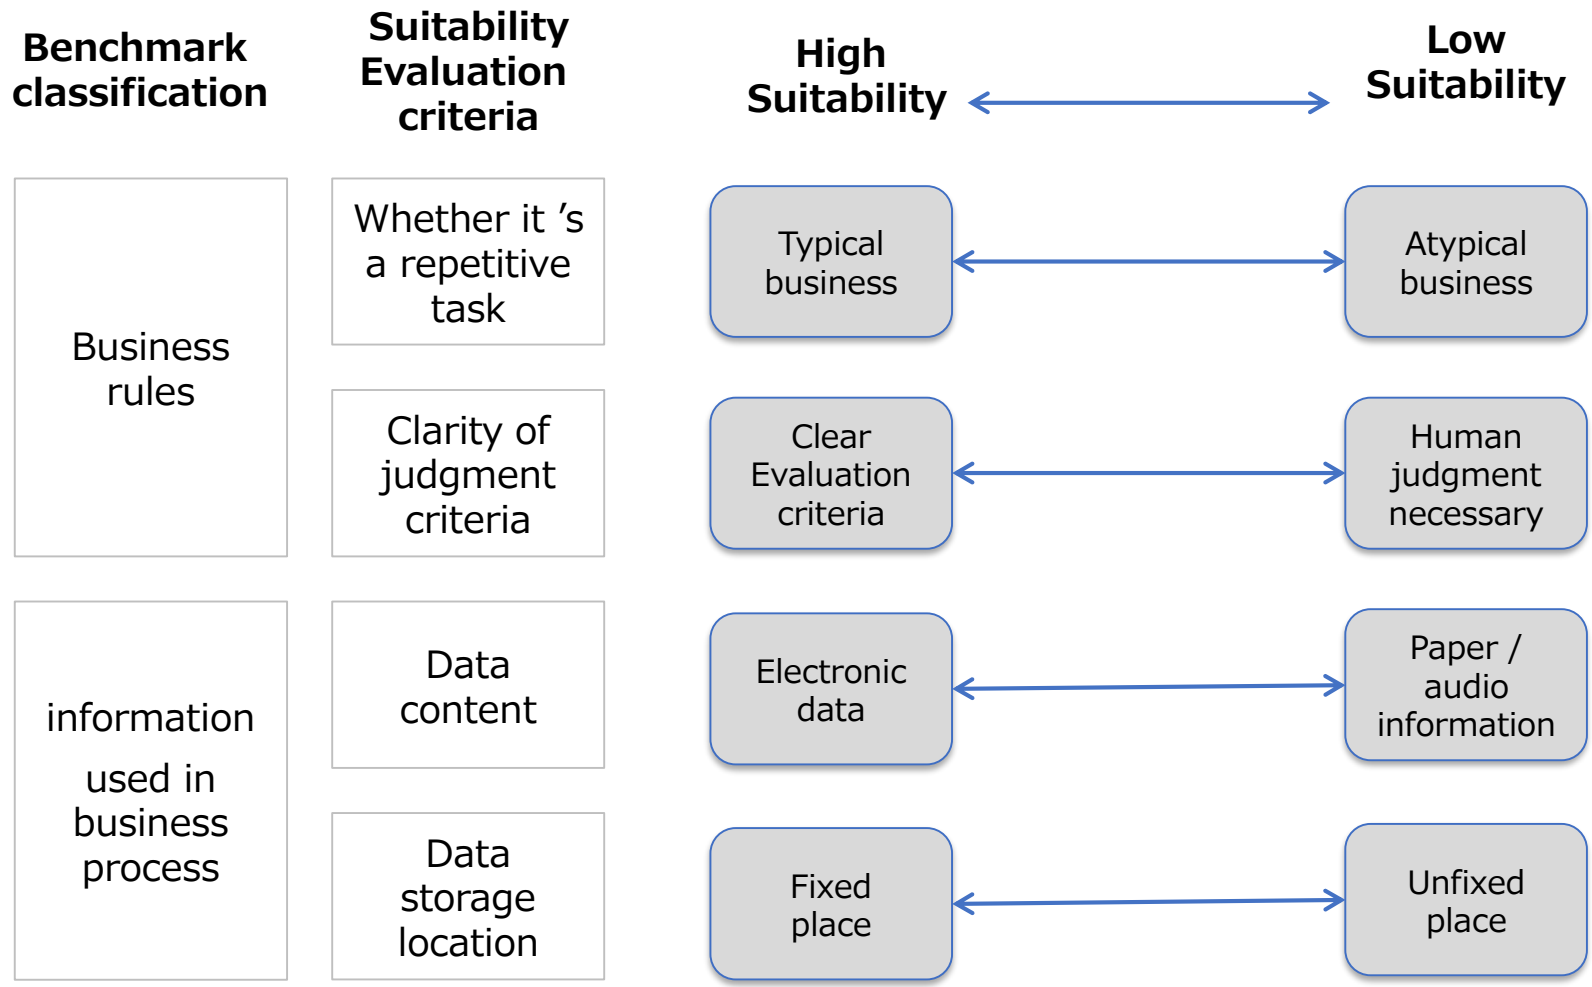 Benchmark
classification
Suitability
Evaluation
criteria
High
Suitability
Low
Suitability
Business
rules
Whether it ’s
a repetitive
task
Typical
business
Atypical
business
Clarity of
judgment
criteria
Clear
Evaluation
criteria
Human
judgment
necessary
information
used in
business
process
Data
content
Electronic
data
Paper /
audio
information
Data
storage
location
Fixed
place
Unfixed
place